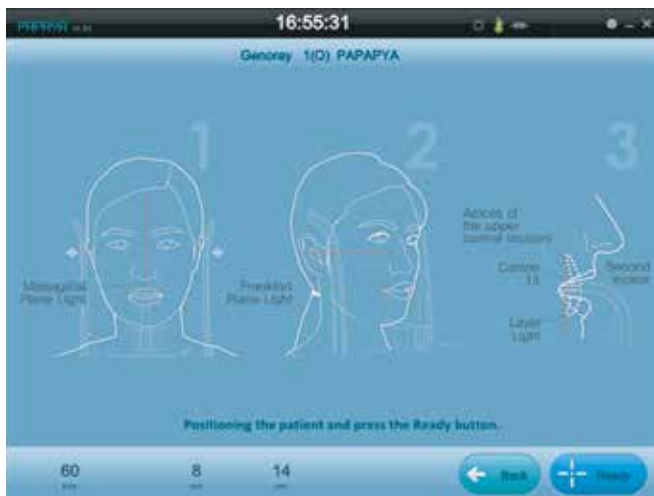 PAPAYA
16:55:31
Genoray 1(O) PAPAPYA
1
2
3
Midsagittal
Plane Light
Frankfort
Plane Light
Apices of
the upper
central incisors
Canine
13
Second
Incisor
Layer
Light
Positioning the patient and press the Ready button.
60
8
14
Back
Ready